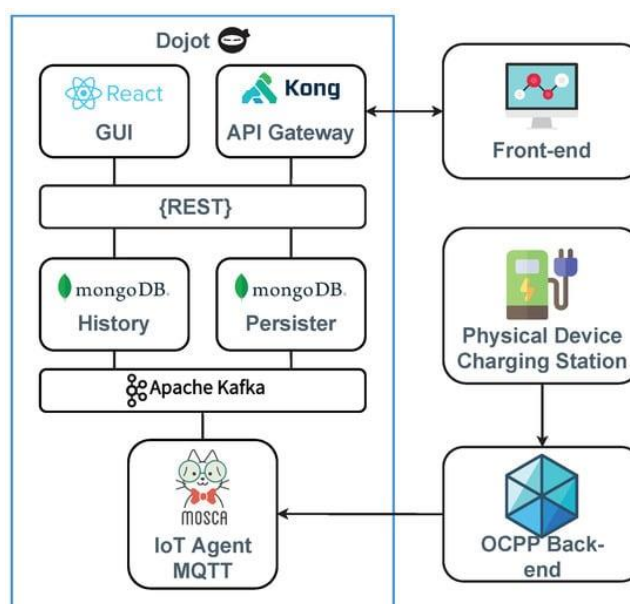 Dojot
React
GUI
Kong
API Gateway
Front-end
{REST}
mongoDB.
History
mongoDB.
Persister
Physical Device
Charging Station
Apache Kafka
MOSCA
IoT Agent
MQTT
OCPP Back-
end